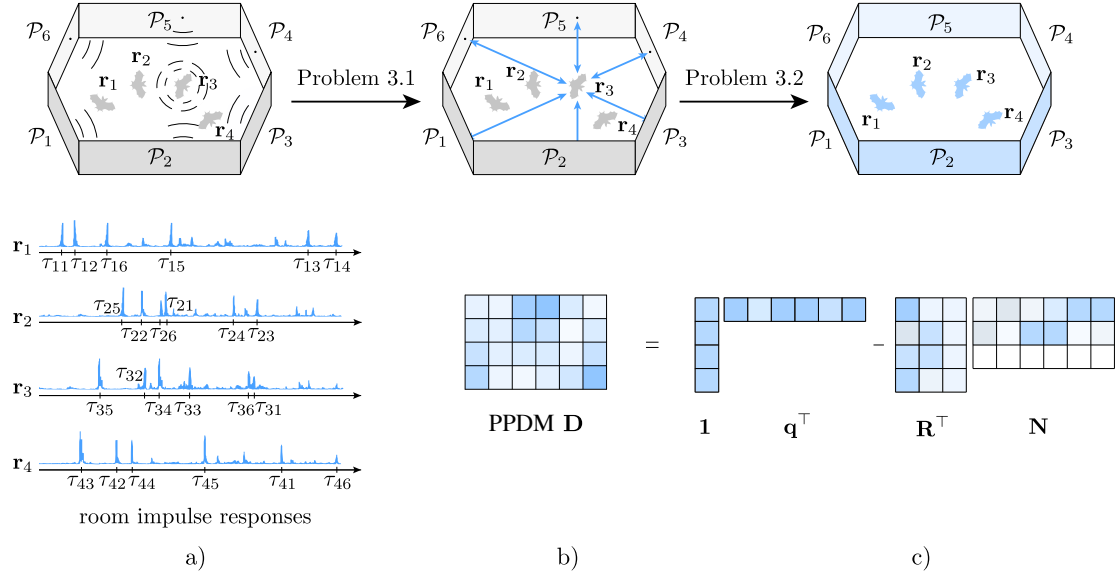 𝒫₅
𝒫₆
𝒫₄
r₂
r₁
r₃
r₄
𝒫₁
𝒫₂
𝒫₃
Problem 3.1
𝒫₅
𝒫₆
𝒫₄
r₂
r₁
r₃
r₄
𝒫₁
𝒫₂
𝒫₃
Problem 3.2
𝒫₅
𝒫₆
𝒫₄
r₂
r₃
r₁
r₄
𝒫₁
𝒫₂
𝒫₃
r₁
τ₁₁ τ₁₂ τ₁₆ τ₁₅ τ₁₃ τ₁₄
r₂
τ₂₅ τ₂₁
τ₂₂ τ₂₆ τ₂₄ τ₂₃
r₃
τ₃₂
τ₃₅ τ₃₄ τ₃₃ τ₃₆ τ₃₁
r₄
τ₄₃ τ₄₂ τ₄₄ τ₄₅ τ₄₁ τ₄₆
room impulse responses
= −
PPDM D 1 q⊤ R⊤ N
a) b) c)